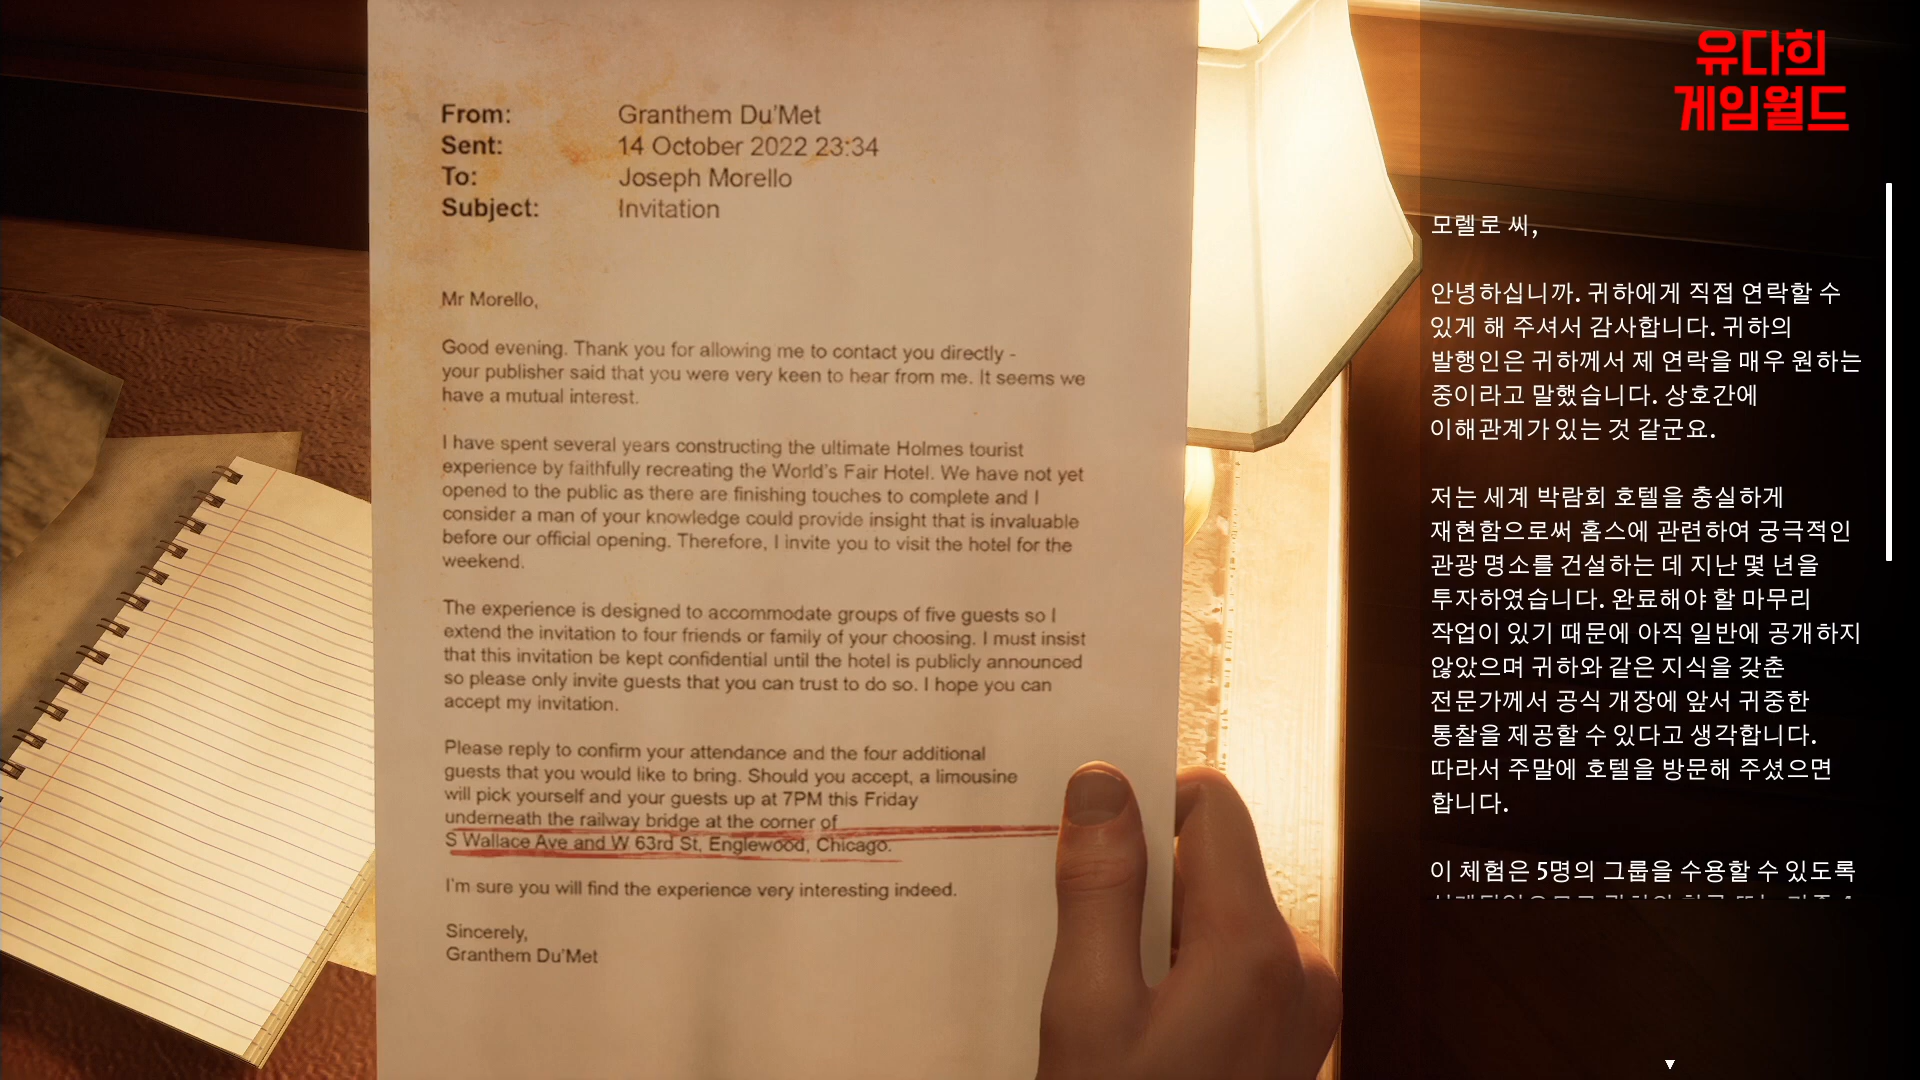 From: Granthem Du'Met
Sent: 14 October 2022 23:34
To: Joseph Morello
Subject: Invitation
Mr Morello,
Good evening. Thank you for allowing me to contact you directly -
your publisher said that you were very keen to hear from me. It seems we
have a mutual interest.
I have spent several years constructing the ultimate Holmes tourist
experience by faithfully recreating the World's Fair Hotel. We have not yet
opened to the public as there are finishing touches to complete and I
consider a man of your knowledge could provide insight that is invaluable
before our official opening. Therefore, I invite you to visit the hotel for the
weekend.
The experience is designed to accommodate groups of five guests so I
extend the invitation to four friends or family of your choosing. I must insist
that this invitation be kept confidential until the hotel is publicly announced
so please only invite guests that you can trust to do so. I hope you can
accept my invitation.
Please reply to confirm your attendance and the four additional
guests that you would like to bring. Should you accept, a limousine
will pick yourself and your guests up at 7PM this Friday
underneath the railway bridge at the corner of
S Wallace Ave and W 63rd St, Englewood, Chicago.
I'm sure you will find the experience very interesting indeed.
Sincerely,
Granthem Du'Met
유다희
게임월드
모렐로 씨,
안녕하십니까. 귀하에게 직접 연락할 수
있게 해 주셔서 감사합니다. 귀하의
발행인은 귀하께서 제 연락을 매우 원하는
중이라고 말했습니다. 상호간에
이해관계가 있는 것 같군요.
저는 세계 박람회 호텔을 충실하게
재현함으로써 홈스에 관련하여 궁극적인
관광 명소를 건설하는 데 지난 몇 년을
투자하였습니다. 완료해야 할 마무리
작업이 있기 때문에 아직 일반에 공개하지
않았으며 귀하와 같은 지식을 갖춘
전문가께서 공식 개장에 앞서 귀중한
통찰을 제공할 수 있다고 생각합니다.
따라서 주말에 호텔을 방문해 주셨으면
합니다.
이 체험은 5명의 그룹을 수용할 수 있도록